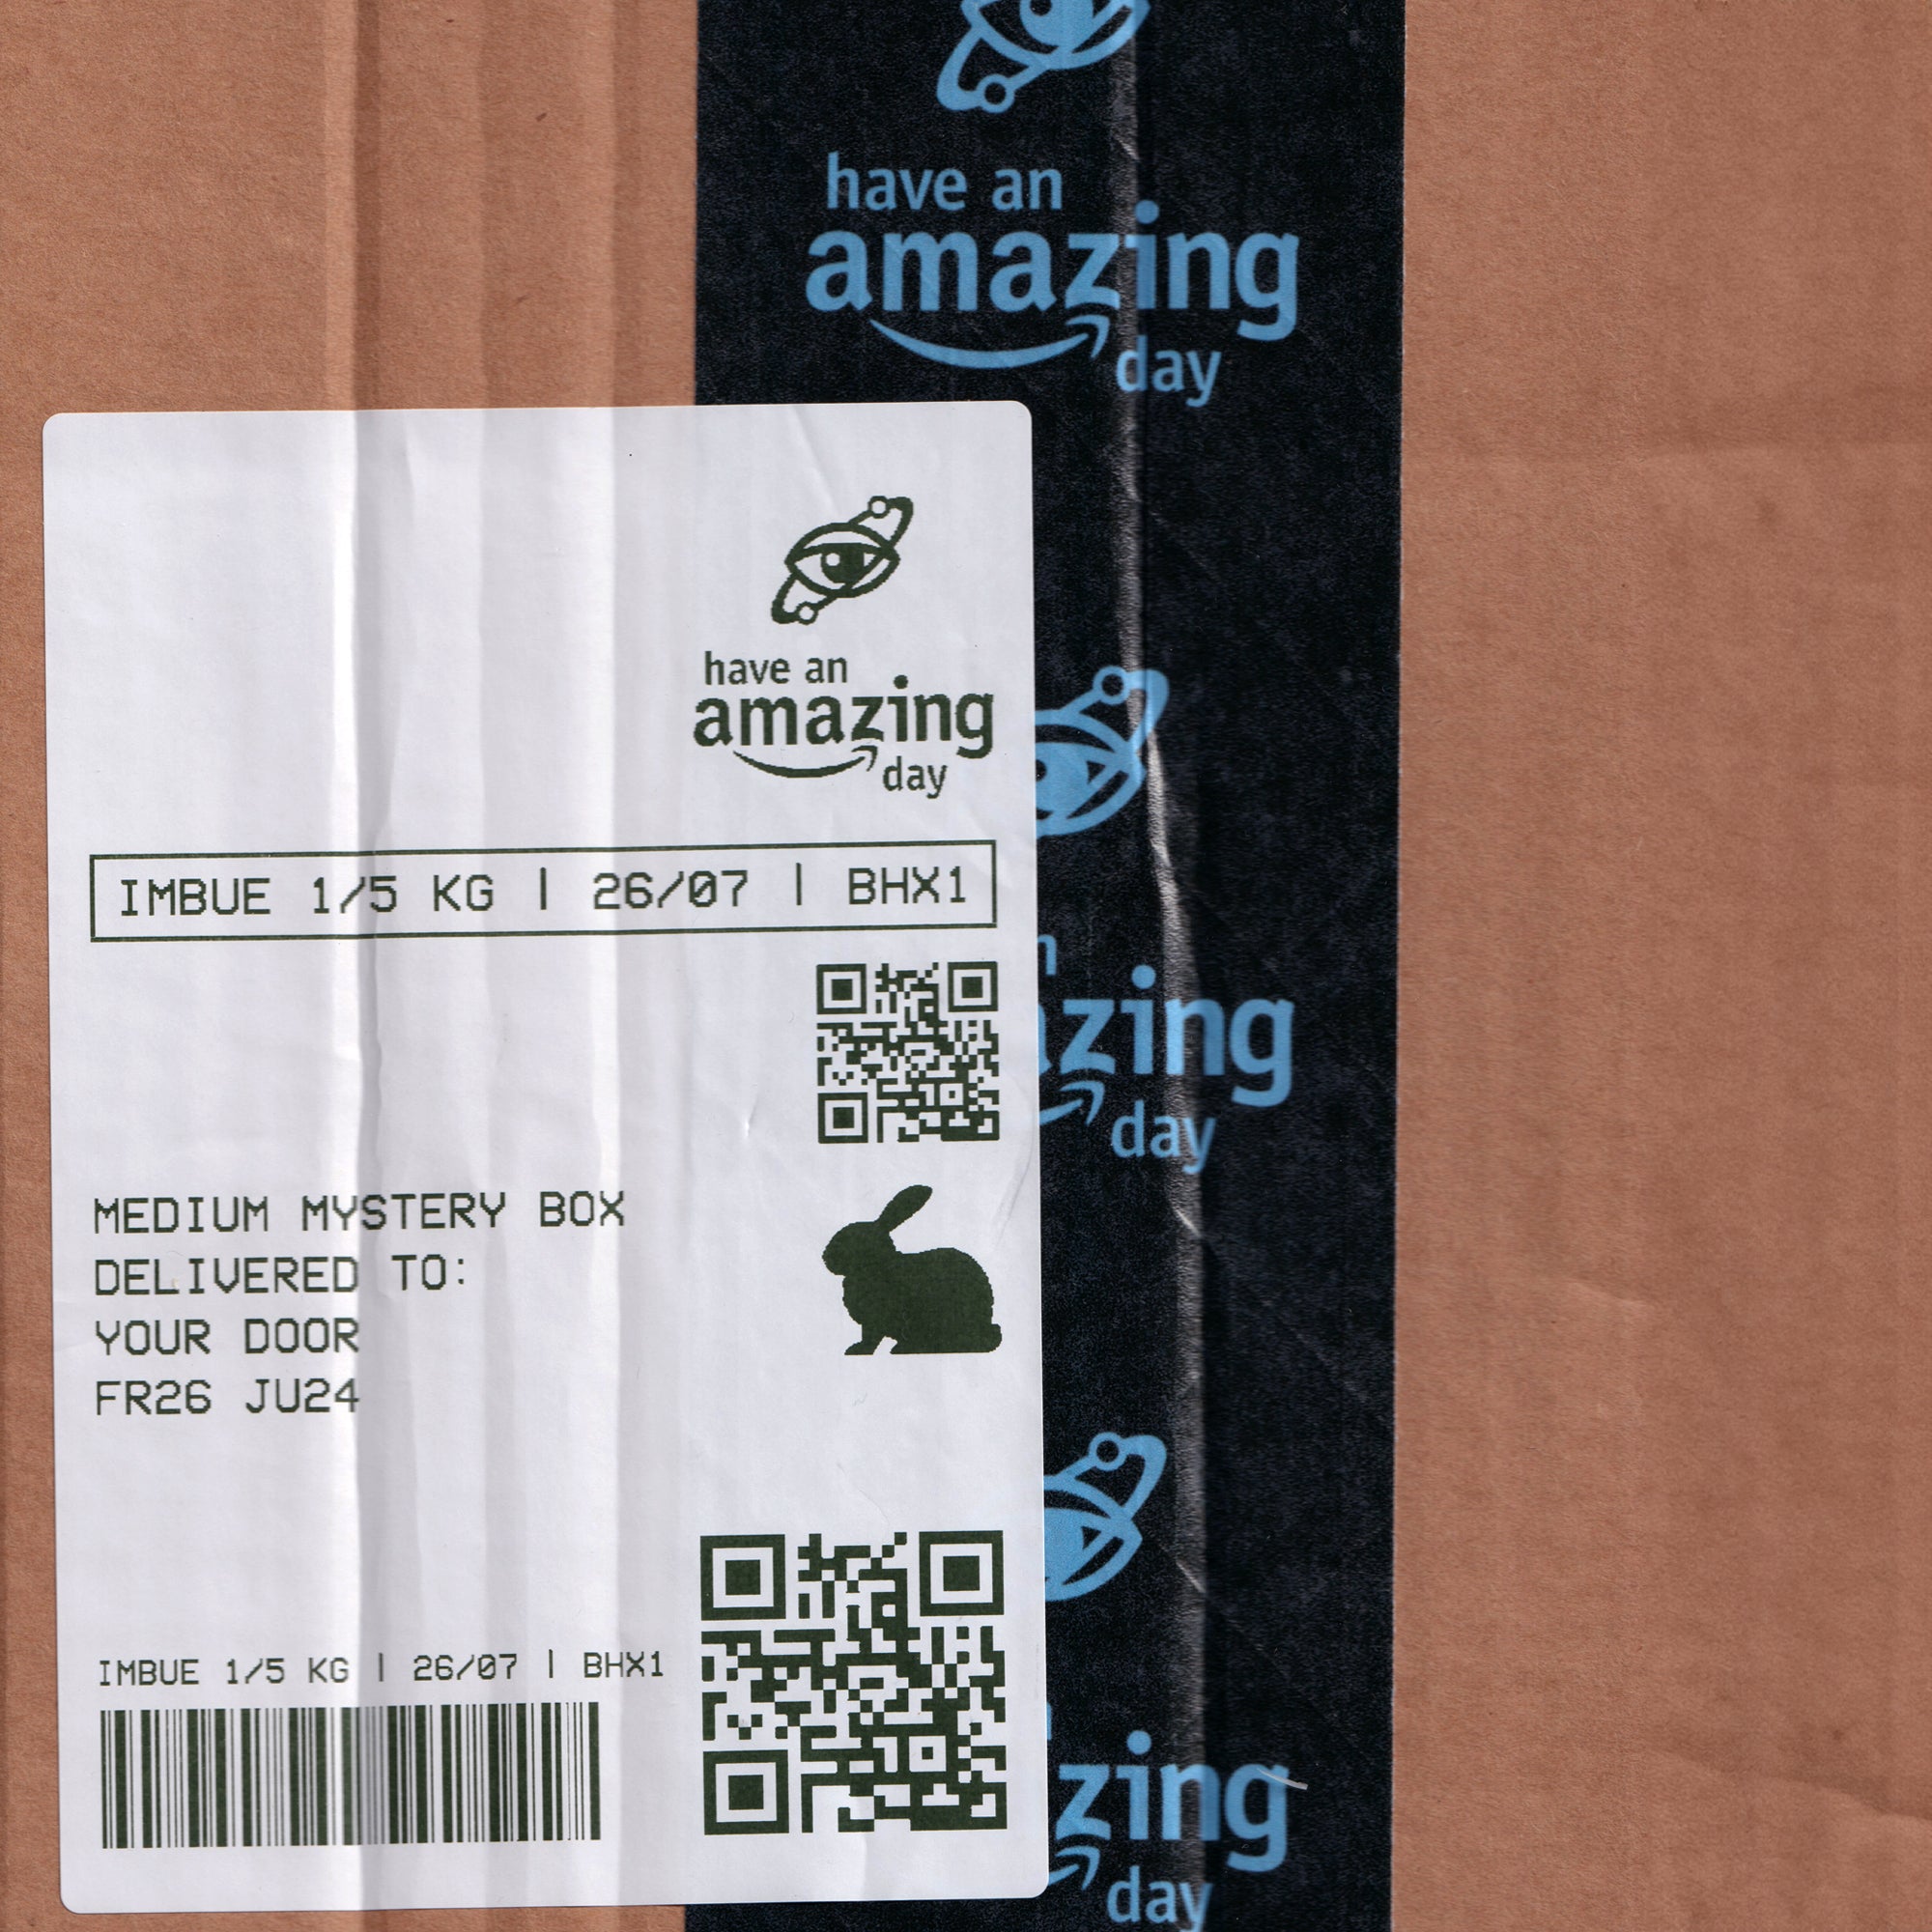 have an
amazing
day
have an
amazing
day
IMBUE 1/5 KG | 26/07 | BHX1
zing
day
MEDIUM MYSTERY BOX
DELIVERED TO:
YOUR DOOR
FR26 JU24
IMBUE 1/5 KG | 26/07 | BHX1
zing
day